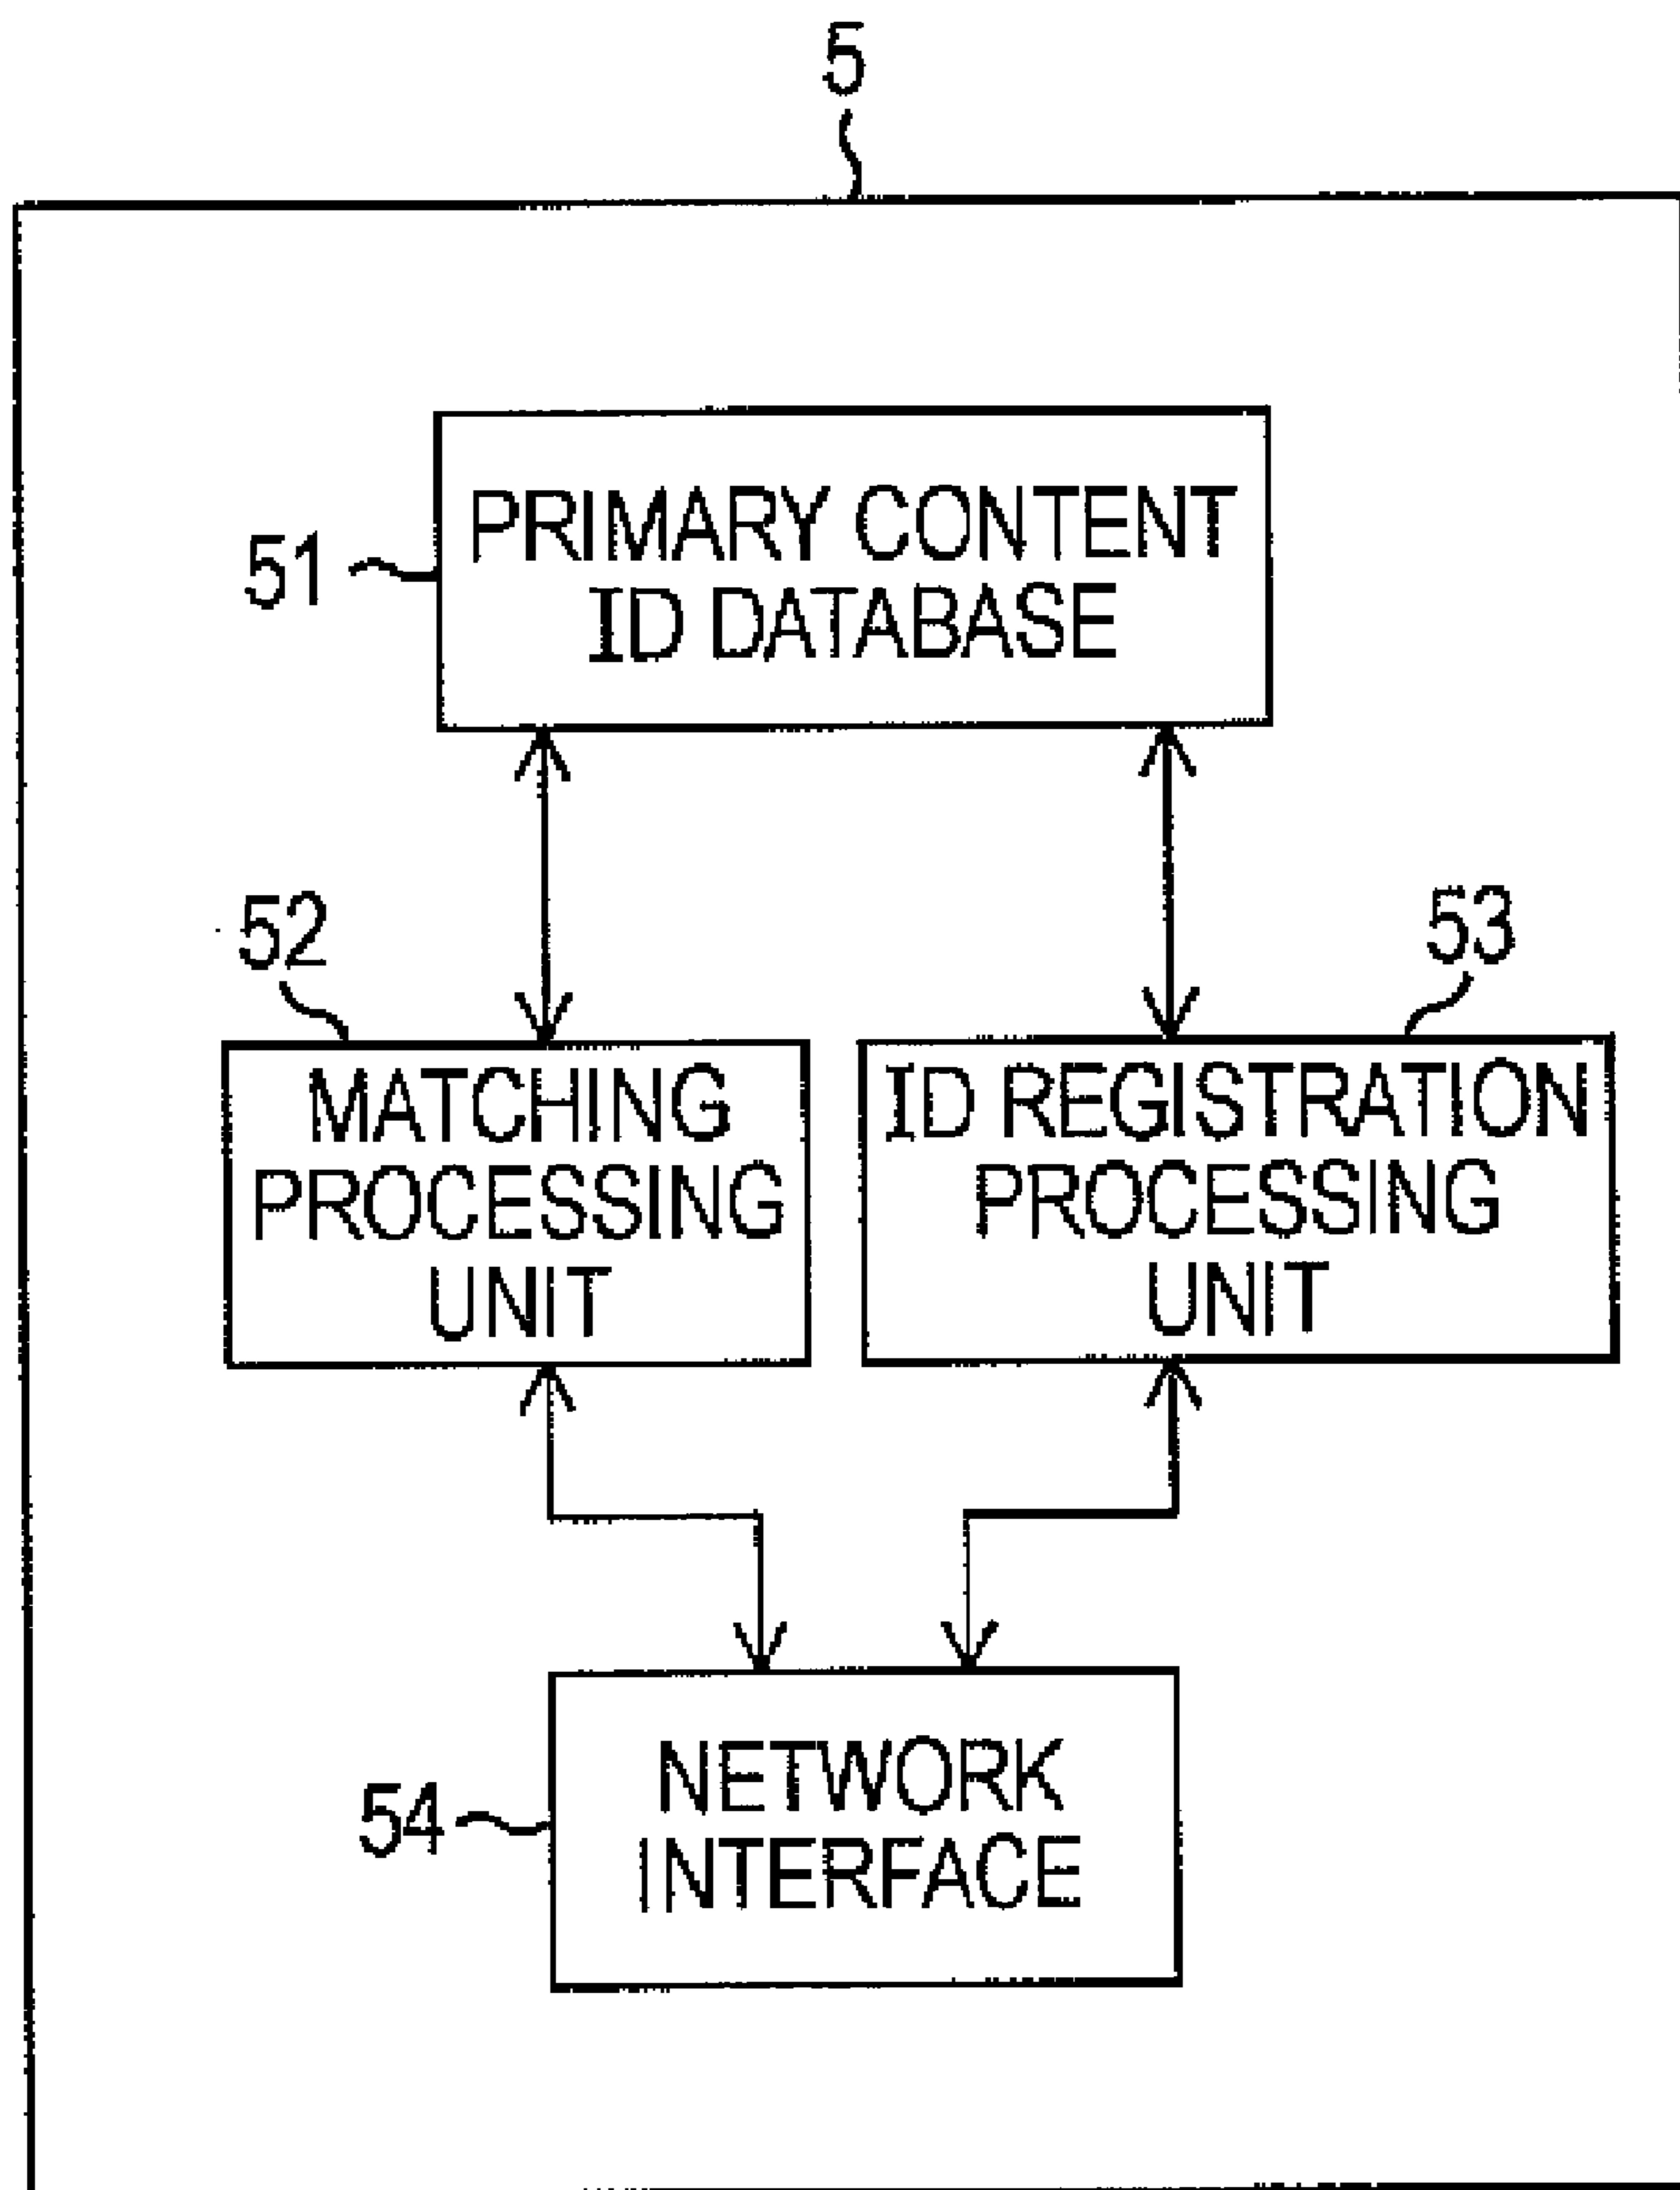 5
51
PRIMARY CONTENT
ID DATABASE
52
MATCHING
PROCESSING
UNIT
53
ID REGISTRATION
PROCESSING
UNIT
54
NETWORK
INTERFACE